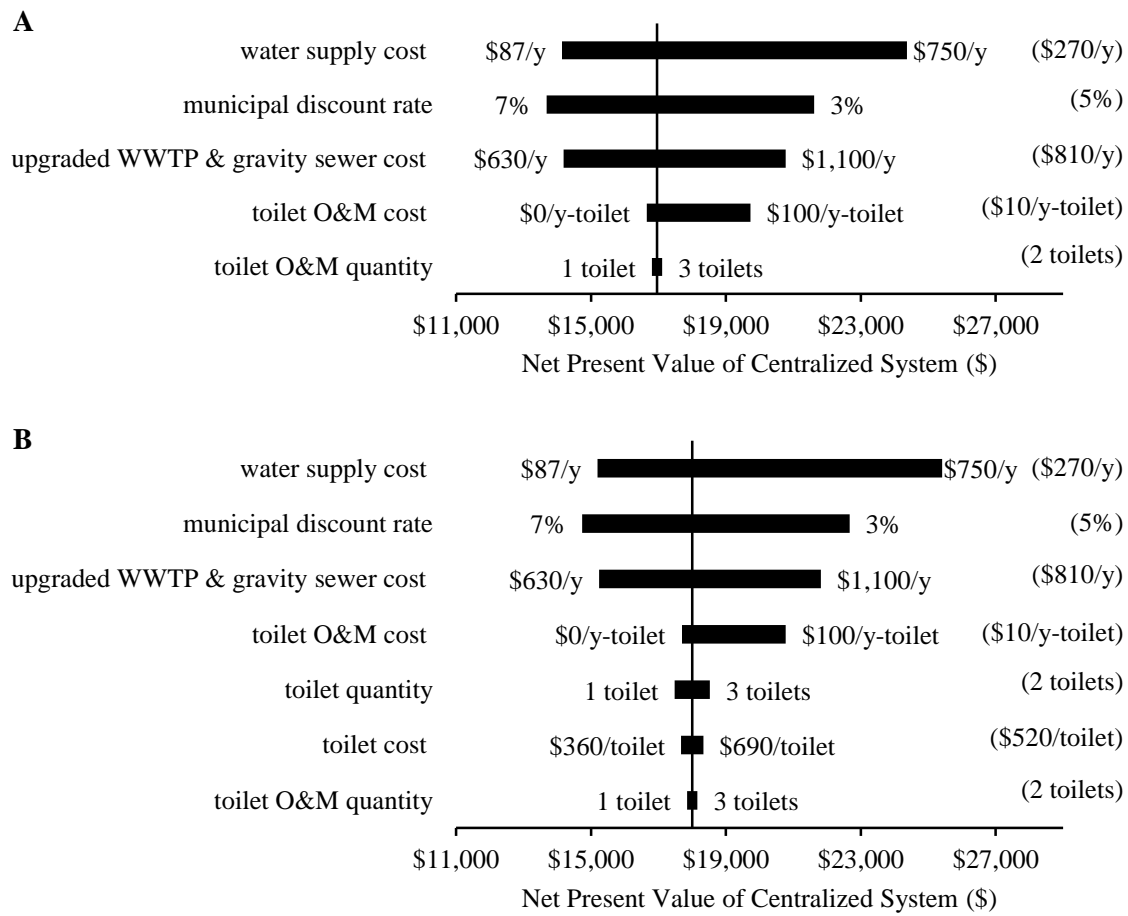 A
water supply cost $87/y $750/y ($270/y)
municipal discount rate 7% 3% (5%)
upgraded WWTP & gravity sewer cost $630/y $1,100/y ($810/y)
toilet O&M cost $0/y-toilet $100/y-toilet ($10/y-toilet)
toilet O&M quantity 1 toilet 3 toilets (2 toilets)
$11,000 $15,000 $19,000 $23,000 $27,000
Net Present Value of Centralized System ($)
B
water supply cost $87/y $750/y ($270/y)
municipal discount rate 7% 3% (5%)
upgraded WWTP & gravity sewer cost $630/y $1,100/y ($810/y)
toilet O&M cost $0/y-toilet $100/y-toilet ($10/y-toilet)
toilet quantity 1 toilet 3 toilets (2 toilets)
toilet cost $360/toilet $690/toilet ($520/toilet)
toilet O&M quantity 1 toilet 3 toilets (2 toilets)
$11,000 $15,000 $19,000 $23,000 $27,000
Net Present Value of Centralized System ($)